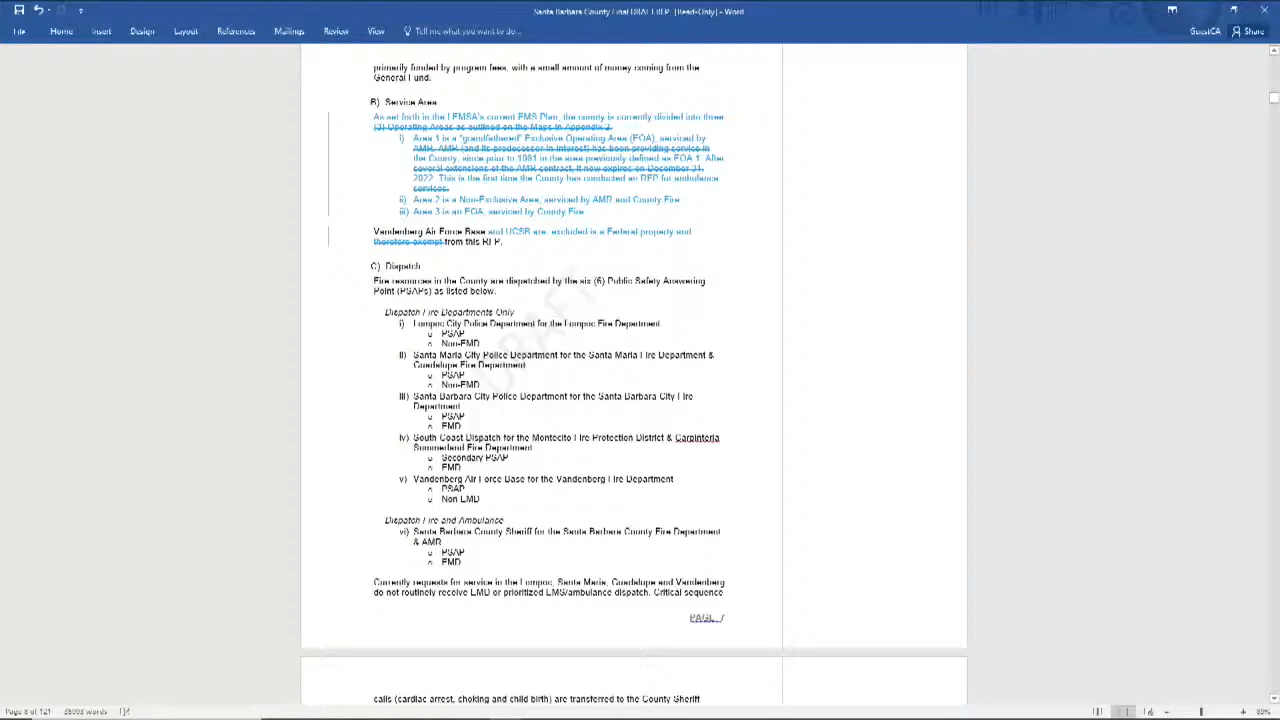 Santa Barbara County Final DRAFT RFP [Read-Only] - Word
File Home Insert Design Layout References Mailings Review View Tell me what you want to do... GuestCA Share
primarily funded by program fees, with a small amount of money coming from the
General Fund.
B) Service Area
As set forth in the LEMSA's current EMS Plan, the county is currently divided into three
(3) Operating Areas as outlined on the Maps in Appendix 2.
i) Area 1 is a "grandfathered" Exclusive Operating Area (EOA), serviced by
AMR. AMR (and its predecessor in interest) has been providing service in
the County, since prior to 1981 in the area previously defined as EOA 1. After
several extensions of the AMR contract, it now expires on December 31,
2022. This is the first time the County has conducted an RFP for ambulance
services.
ii) Area 2 is a Non-Exclusive Area, serviced by AMR and County Fire
iii) Area 3 is an EOA, serviced by County Fire
Vandenberg Air Force Base and UCSB are excluded is a Federal property and
therefore exempt from this RFP.
C) Dispatch
Fire resources in the County are dispatched by the six (6) Public Safety Answering
Point (PSAPs) as listed below.
Dispatch Fire Departments Only
i) Lompoc City Police Department for the Lompoc Fire Department
o PSAP
o Non-EMD
ii) Santa Maria City Police Department for the Santa Maria Fire Department &
Guadalupe Fire Department
o PSAP
o Non-EMD
iii) Santa Barbara City Police Department for the Santa Barbara City Fire
Department
o PSAP
o EMD
iv) South Coast Dispatch for the Montecito Fire Protection District & Carpinteria
Summerland Fire Department
o Secondary PSAP
o EMD
v) Vandenberg Air Force Base for the Vandenberg Fire Department
o PSAP
o Non EMD
Dispatch Fire and Ambulance
vi) Santa Barbara County Sheriff for the Santa Barbara County Fire Department
& AMR
o PSAP
o EMD
Currently requests for service in the Lompoc, Santa Maria, Guadalupe and Vandenberg
do not routinely receive EMD or prioritized EMS/ambulance dispatch. Critical sequence
PAGE 7
calls (cardiac arrest, choking and child birth) are transferred to the County Sheriff
DRAFT
Page 8 of 121 words 80%